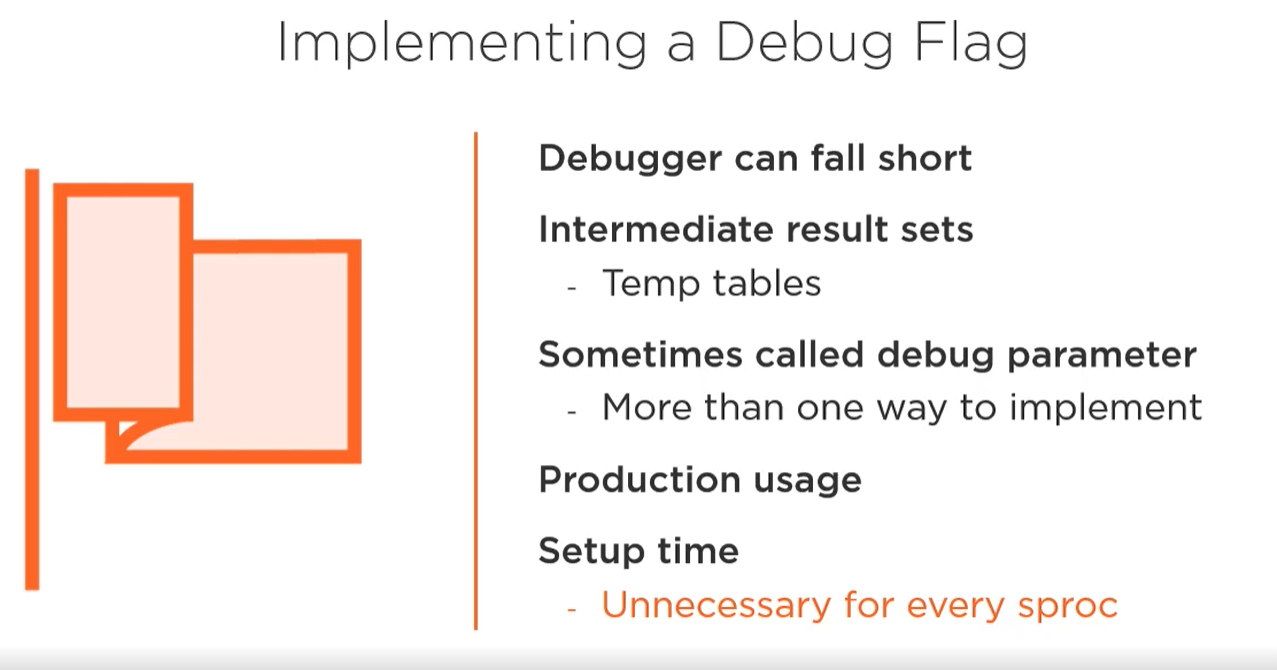 Implementing a Debug Flag
Debugger can fall short
Intermediate result sets
- Temp tables
Sometimes called debug parameter
- More than one way to implement
Production usage
Setup time
- Unnecessary for every sproc